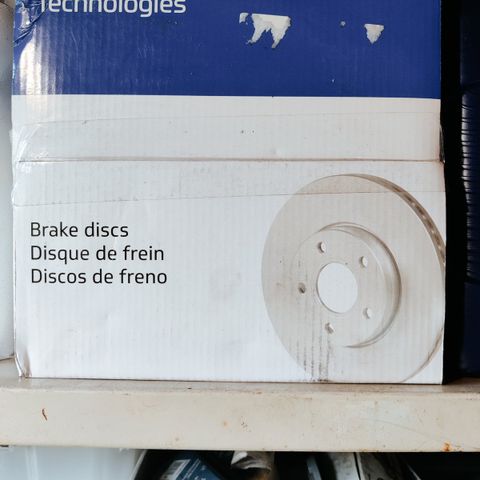 Technologies
Brake discs
Disque de frein
Discos de freno